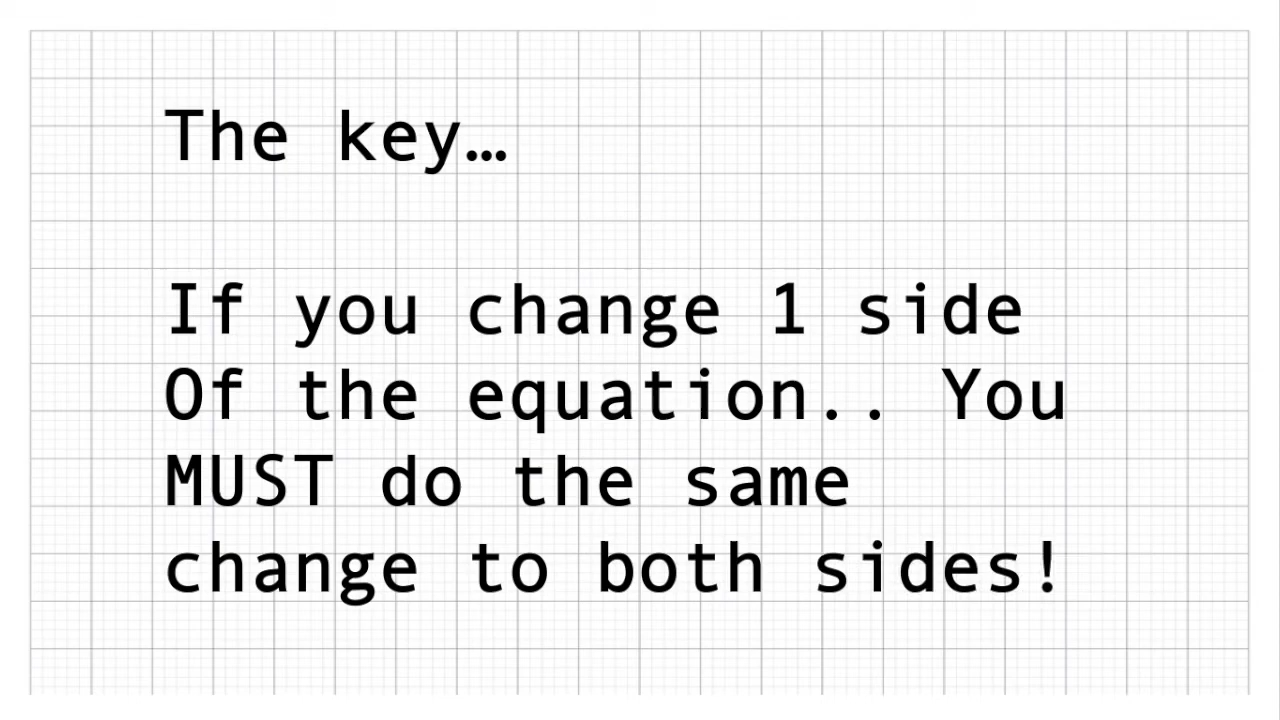 The key…
If you change 1 side
Of the equation.. You
MUST do the same
change to both sides!